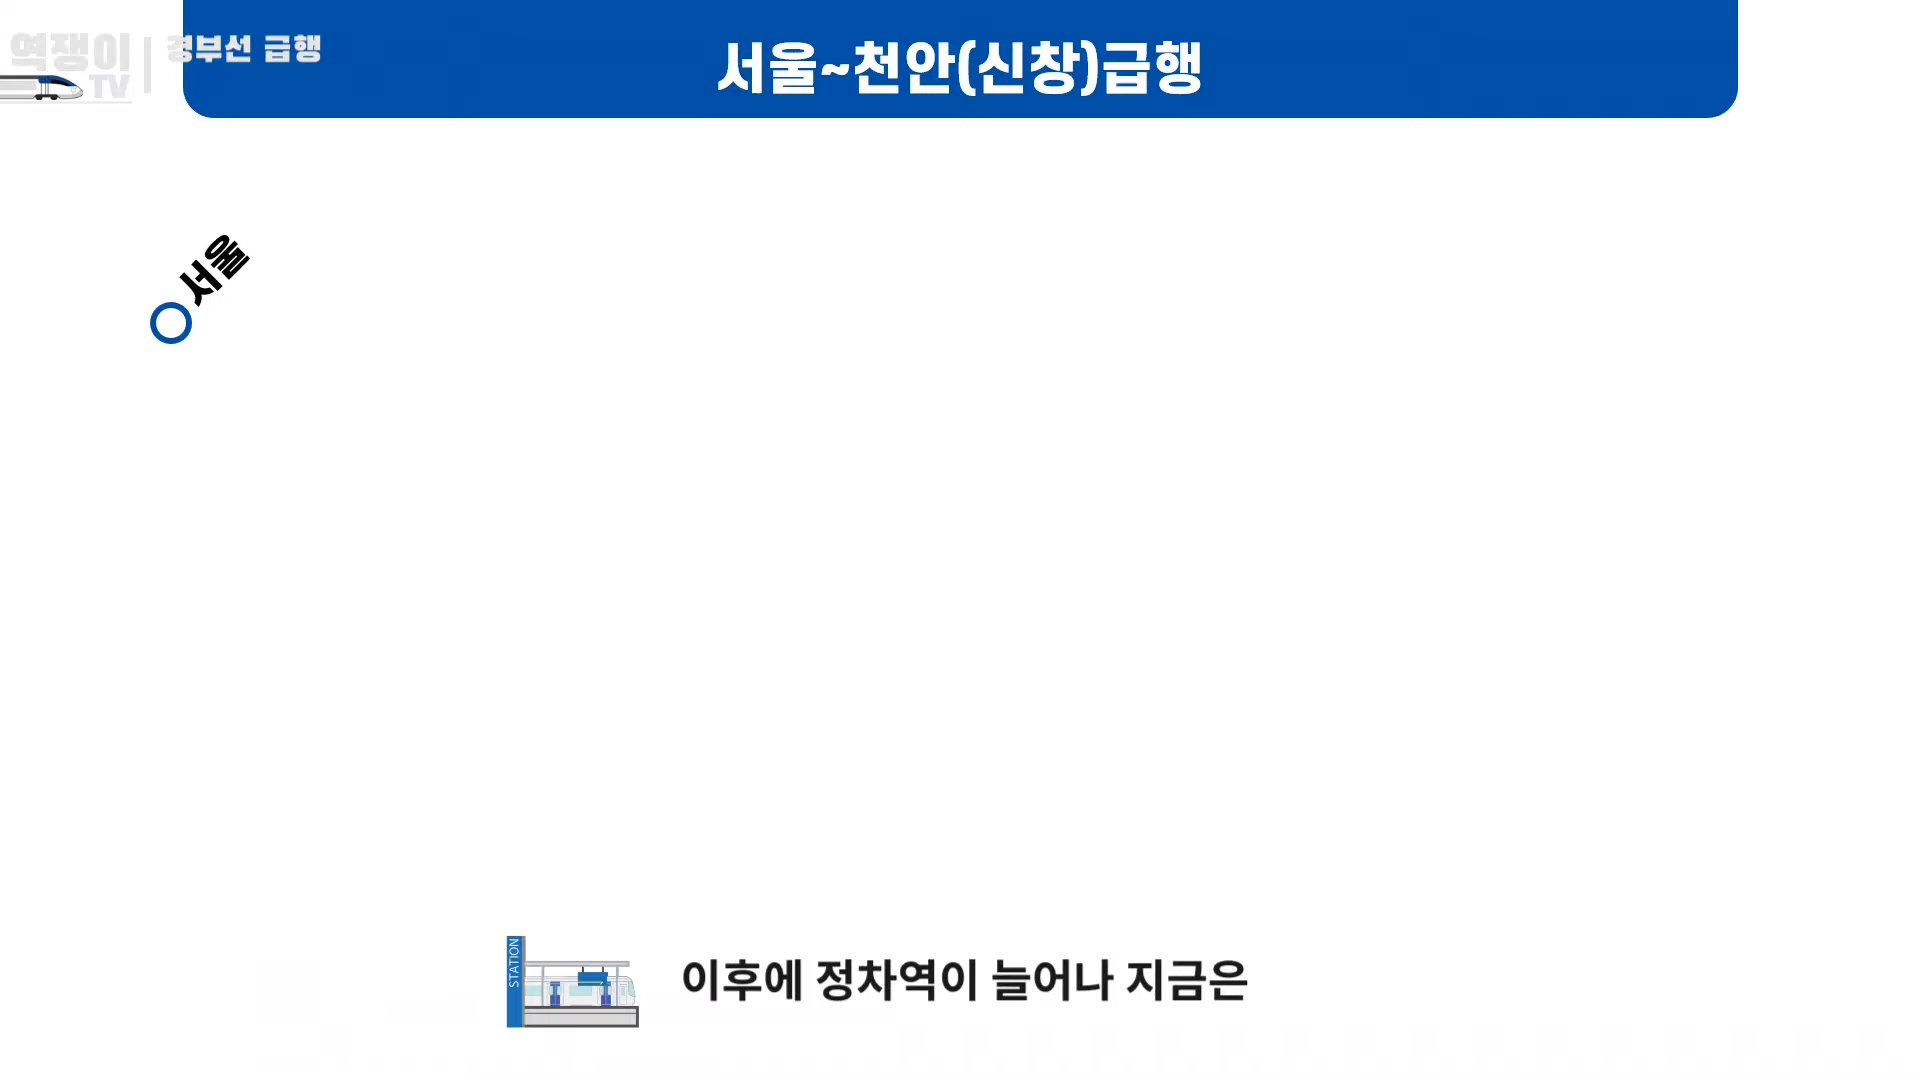 역쟁이
TV
경부선 급행
서울~천안(신창)급행
서울
STATION
이후에 정차역이 늘어나 지금은